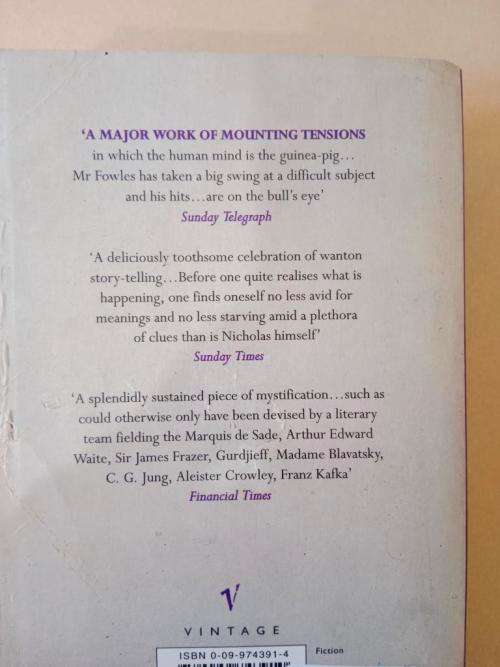 ‘A MAJOR WORK OF MOUNTING TENSIONS
in which the human mind is the guinea-pig…
Mr Fowles has taken a big swing at a difficult subject
and his hits…are on the bull’s eye’
Sunday Telegraph
‘A deliciously toothsome celebration of wanton
story-telling…Before one quite realises what is
happening, one finds oneself no less avid for
meanings and no less starving amid a plethora
of clues than is Nicholas himself’
Sunday Times
‘A splendidly sustained piece of mystification…such as
could otherwise only have been devised by a literary
team fielding the Marquis de Sade, Arthur Edward
Waite, Sir James Frazer, Gurdjieff, Madame Blavatsky,
C. G. Jung, Aleister Crowley, Franz Kafka’
Financial Times
V
VINTAGE
ISBN 0-09-974391-4
Fiction